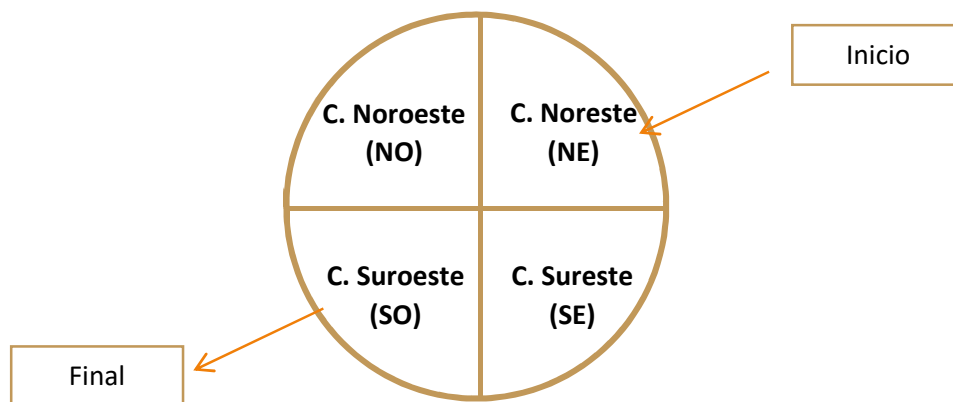 Inicio
C. Noroeste
(NO)
C. Noreste
(NE)
C. Suroeste
(SO)
C. Sureste
(SE)
Final